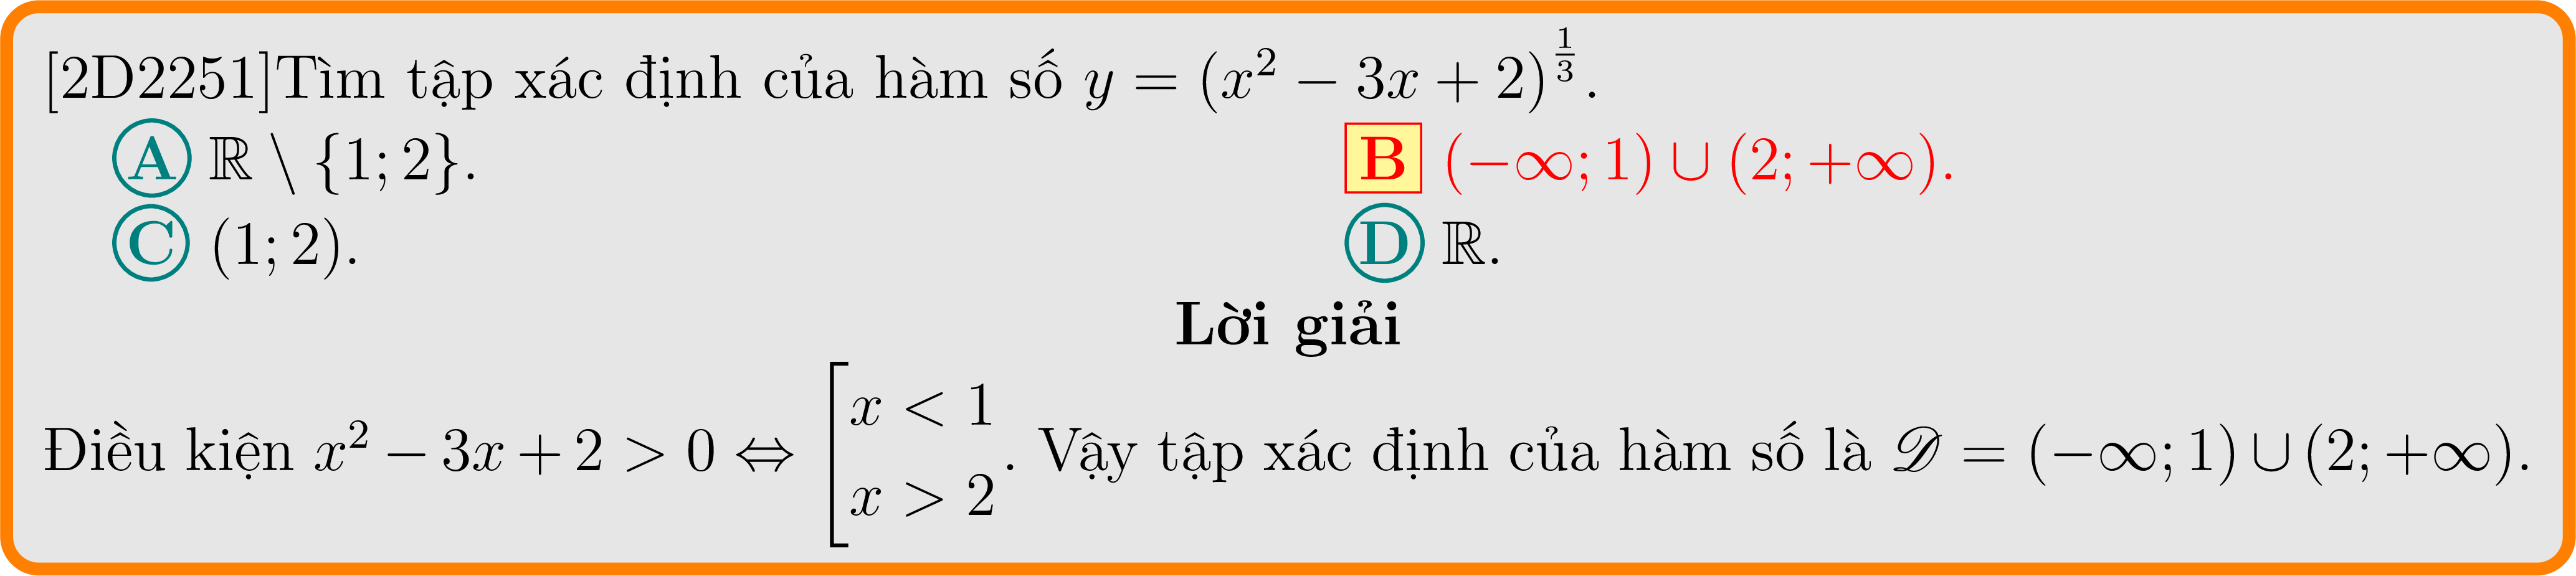 [2D2251]Tìm tập xác định của hàm số $y = (x^2 - 3x + 2)^{\frac{1}{3}}$.
A $\mathbb{R} \setminus \{1; 2\}$. B $(-\infty; 1) \cup (2; +\infty)$.
C $(1; 2)$. D $\mathbb{R}$.
Lời giải
Điều kiện $x^2 - 3x + 2 > 0 \Leftrightarrow \left[\begin{array}{l} x < 1 \\ x > 2 \end{array}\right.$. Vậy tập xác định của hàm số là $\mathscr{D} = (-\infty; 1) \cup (2; +\infty)$.